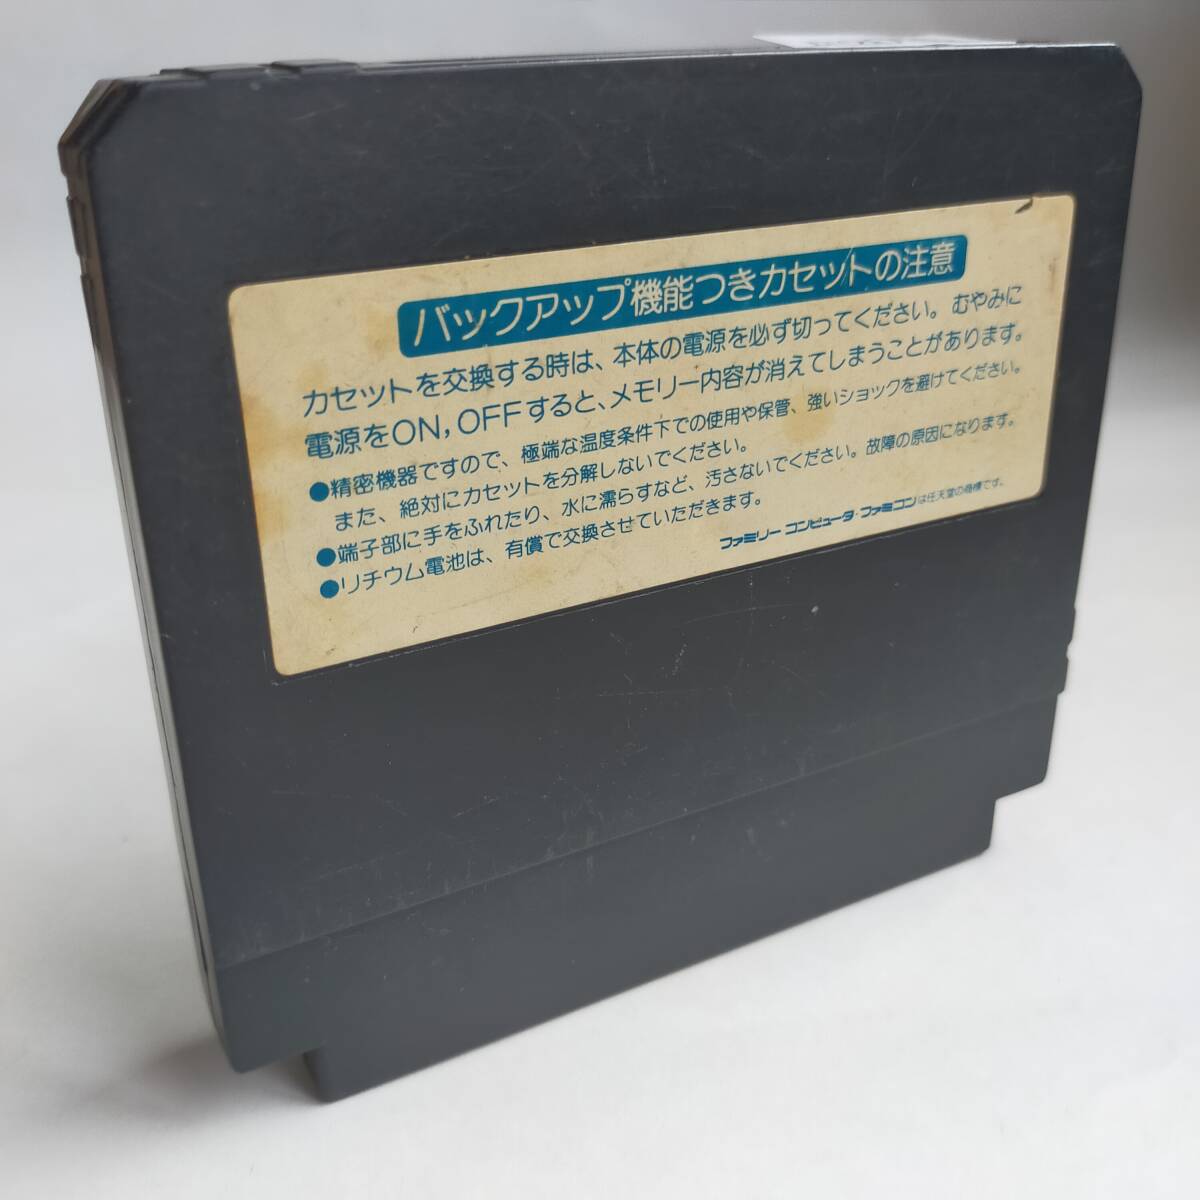 バックアップ機能つきカセットの注意
カセットを交換する時は、本体の電源を必ず切ってください。むやみに
電源をON,OFFすると、メモリー内容が消えてしまうことがあります。
●精密機器ですので、極端な温度条件下での使用や保管、強いショックを避けてください。
また、絶対にカセットを分解しないでください。
●端子部に手をふれたり、水に濡らすなど、汚さないでください。故障の原因になります。
●リチウム電池は、有償で交換させていただきます。
ファミリーコンピュータ・ファミコンは任天堂の商標です。